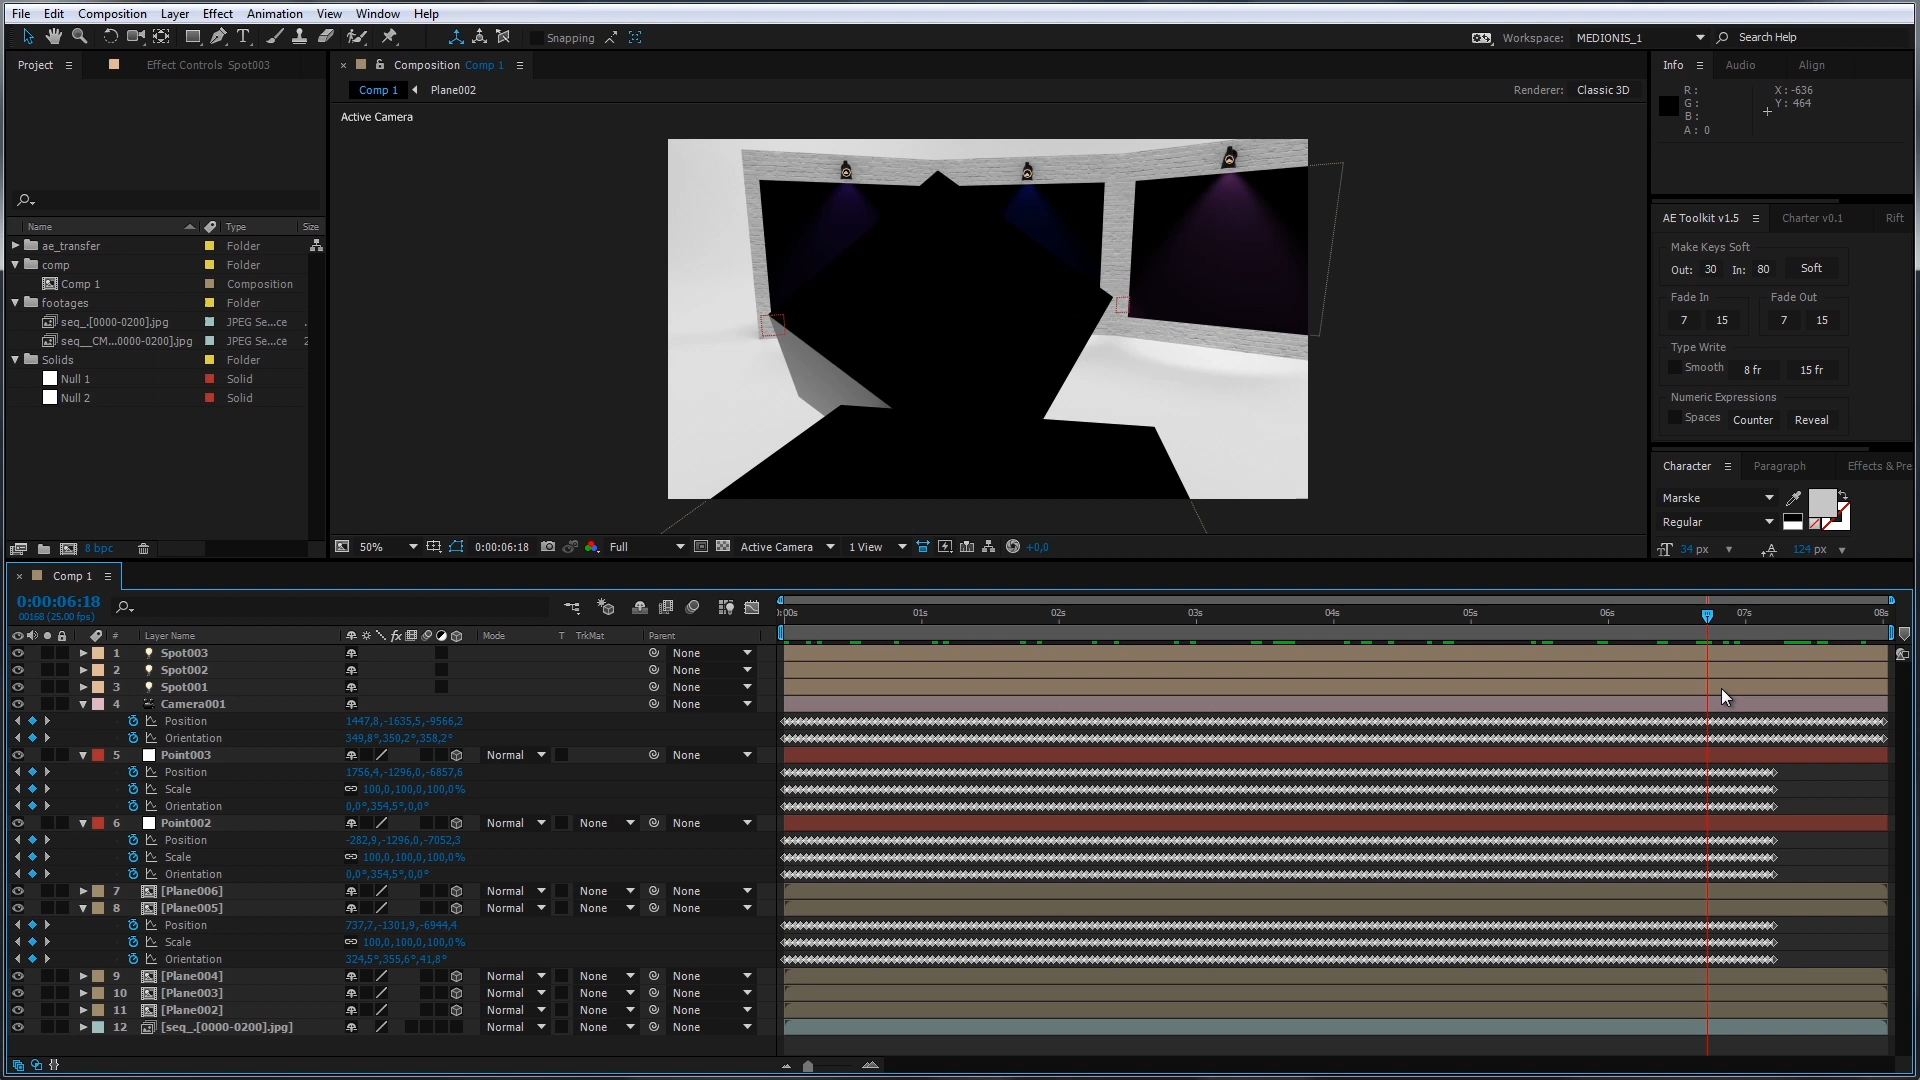 File Edit Composition Layer Effect Animation View Window Help
Snapping
Workspace: MEDIONIS_1 Search Help
Project
Effect Controls Spot003
Composition Comp 1
Comp 1 Plane002
Renderer: Classic 3D
Active Camera
Name Type Size
ae_transfer Folder
comp Folder
Comp 1 Composition
footages Folder
seq_.[0000-0200].jpg JPEG Se...ce
seq__CM...0000-0200].jpg JPEG Se...ce
Solids Folder
Null 1 Solid
Null 2 Solid
8 bpc
50% 0:00:06:18 Full Active Camera 1 View +0,0
Info Audio Align
R : X : -636
G : Y : 464
B :
A : 0
AE Toolkit v1.5 Charter v0.1 Rift
Make Keys Soft
Out: 30 In: 80 Soft
Fade In Fade Out
7 15 7 15
Type Write
Smooth 8 fr 15 fr
Numeric Expressions
Spaces Counter Reveal
Character Paragraph Effects & Pre
Marske
Regular
34 px 124 px
Comp 1
0:00:06:18
00168 (25.00 fps)
):00s 01s 02s 03s 04s 05s 06s 07s 08s
# Layer Name fx Mode T TrkMat Parent
1 Spot003 None
2 Spot002 None
3 Spot001 None
4 Camera001 None
Position 1447,8,-1635,5,-9566,2
Orientation 349,8°,350,2°,358,2°
5 Point003 Normal None
Position 1756,4,-1296,0,-6857,6
Scale 100,0,100,0,100,0%
Orientation 0,0°,354,5°,0,0°
6 Point002 Normal None None
Position -282,9,-1296,0,-7052,3
Scale 100,0,100,0,100,0%
Orientation 0,0°,354,5°,0,0°
7 [Plane006] Normal None None
8 [Plane005] Normal None None
Position 737,7,-1301,9,-6944,4
Scale 100,0,100,0,100,0%
Orientation 324,5°,355,6°,41,8°
9 [Plane004] Normal None None
10 [Plane003] Normal None None
11 [Plane002] Normal None None
12 [seq_.[0000-0200].jpg] Normal None None